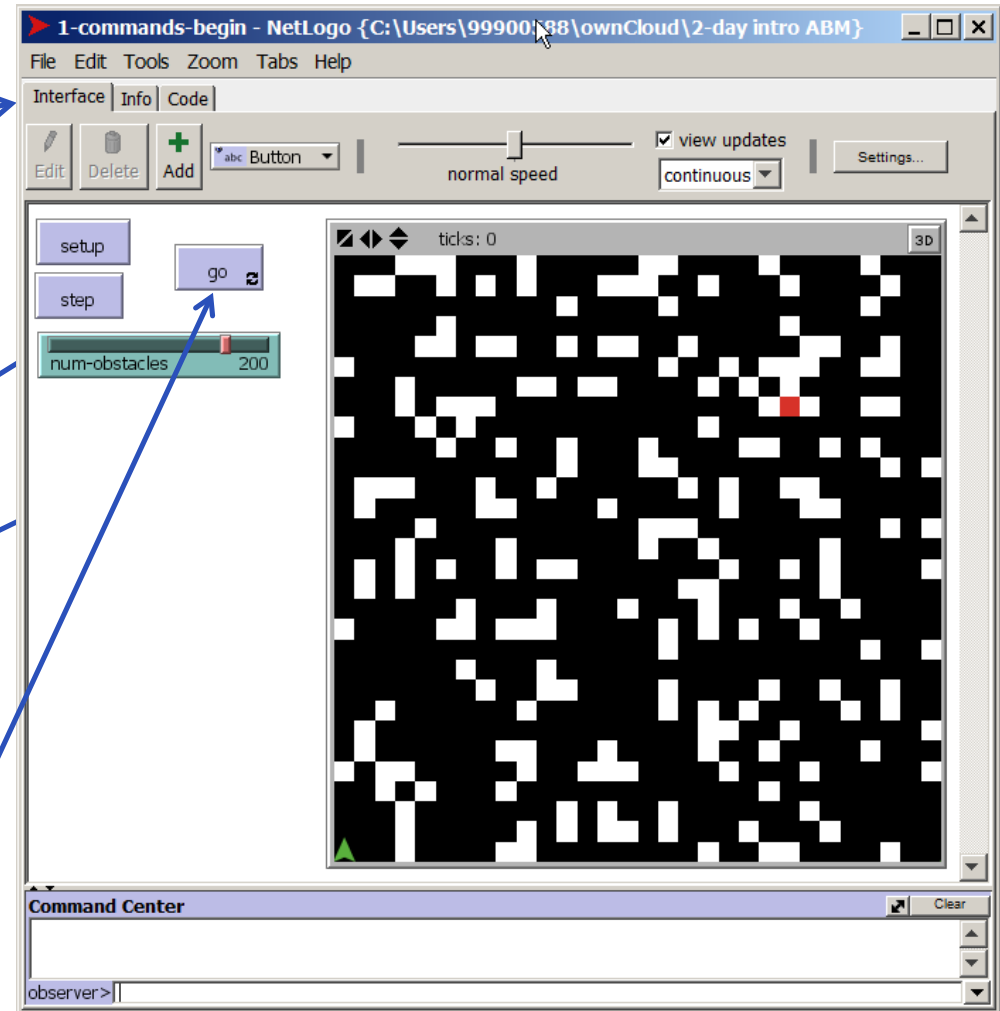 1-commands-begin - NetLogo {C:\Users\99900588\ownCloud\2-day intro ABM}
File Edit Tools Zoom Tabs Help
Interface Info Code
Edit Delete Add abc Button normal speed view updates continuous Settings...
setup
step
go
num-obstacles 200
ticks: 0 3D
Command Center Clear
observer>